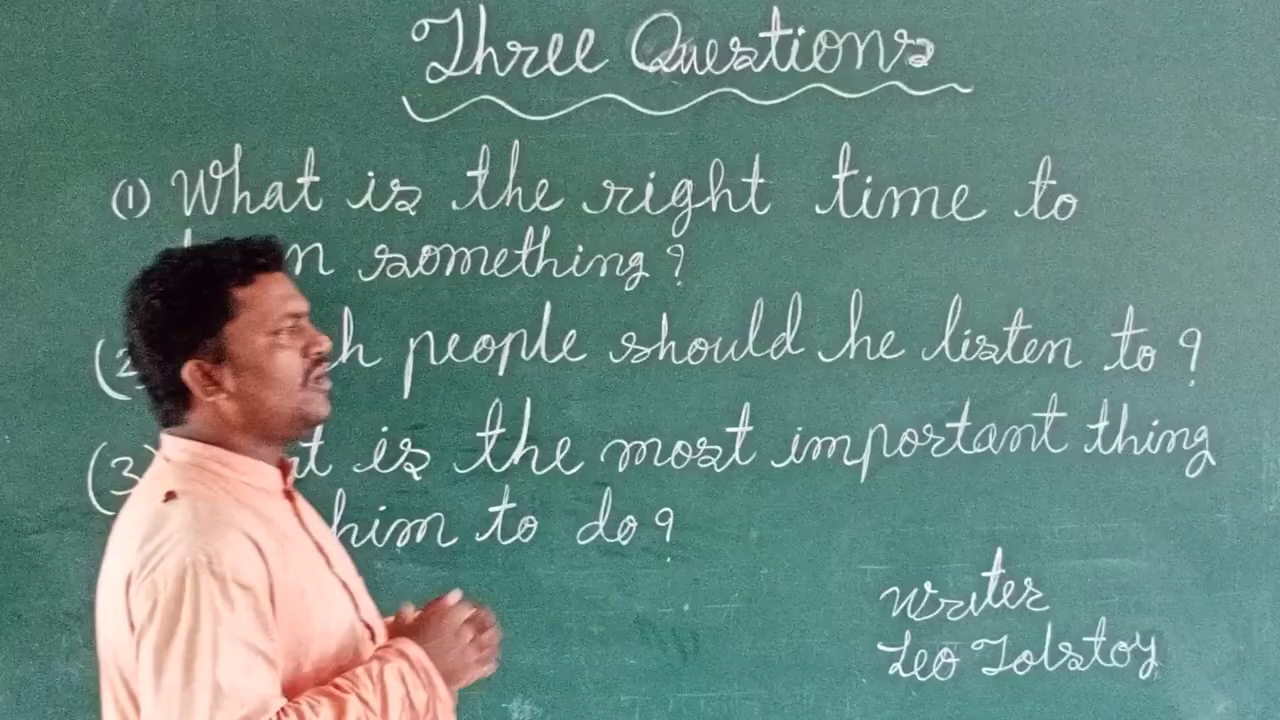 Three Questions
(1) What is the right time to
something?
people should he listen to?
(3) is the most important thing
him to do?
Writer
Leo Tolstoy